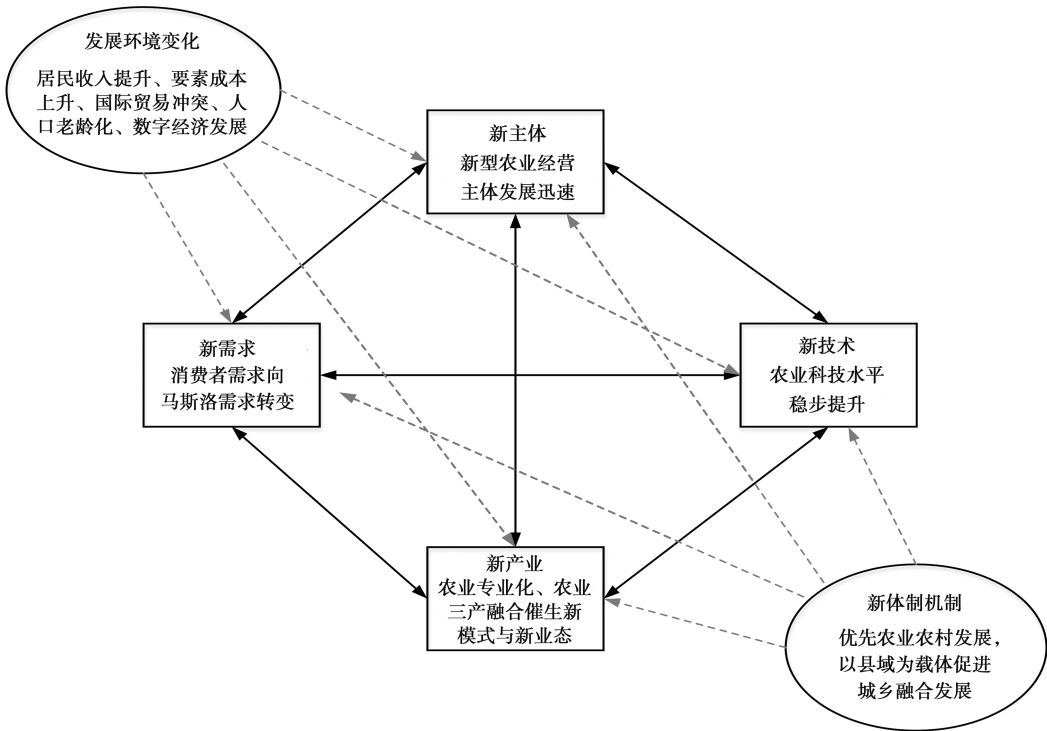 发展环境变化
居民收入提升、要素成本
上升、国际贸易冲突、人
口老龄化、数字经济发展
新主体
新型农业经营
主体发展迅速
新需求
消费者需求向
马斯洛需求转变
新技术
农业科技水平
稳步提升
新产业
农业专业化、农业
三产融合催生新
模式与新业态
新体制机制
优先农业农村发展，
以县域为载体促进
城乡融合发展